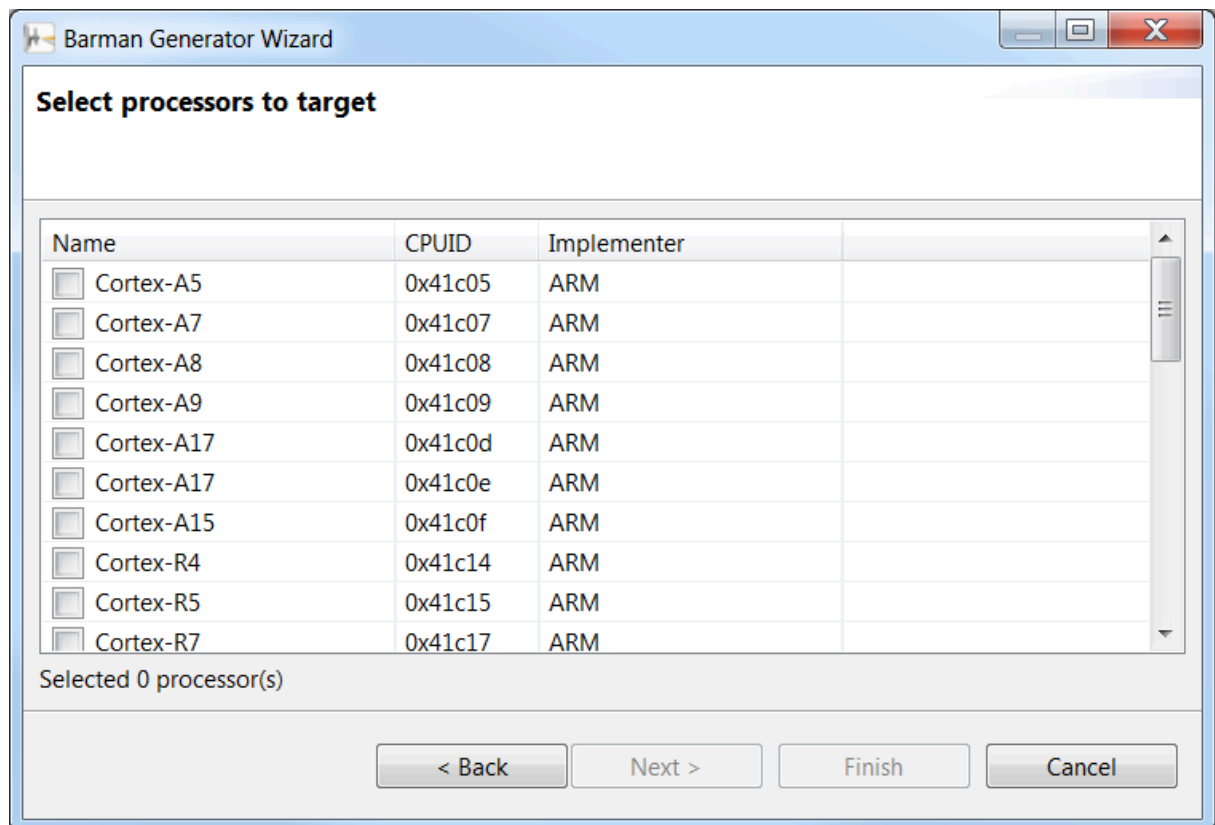 Barman Generator Wizard
Select processors to target
Name CPUID Implementer
Cortex-A5 0x41c05 ARM
Cortex-A7 0x41c07 ARM
Cortex-A8 0x41c08 ARM
Cortex-A9 0x41c09 ARM
Cortex-A17 0x41c0d ARM
Cortex-A17 0x41c0e ARM
Cortex-A15 0x41c0f ARM
Cortex-R4 0x41c14 ARM
Cortex-R5 0x41c15 ARM
Cortex-R7 0x41c17 ARM
Selected 0 processor(s)
< Back Next > Finish Cancel